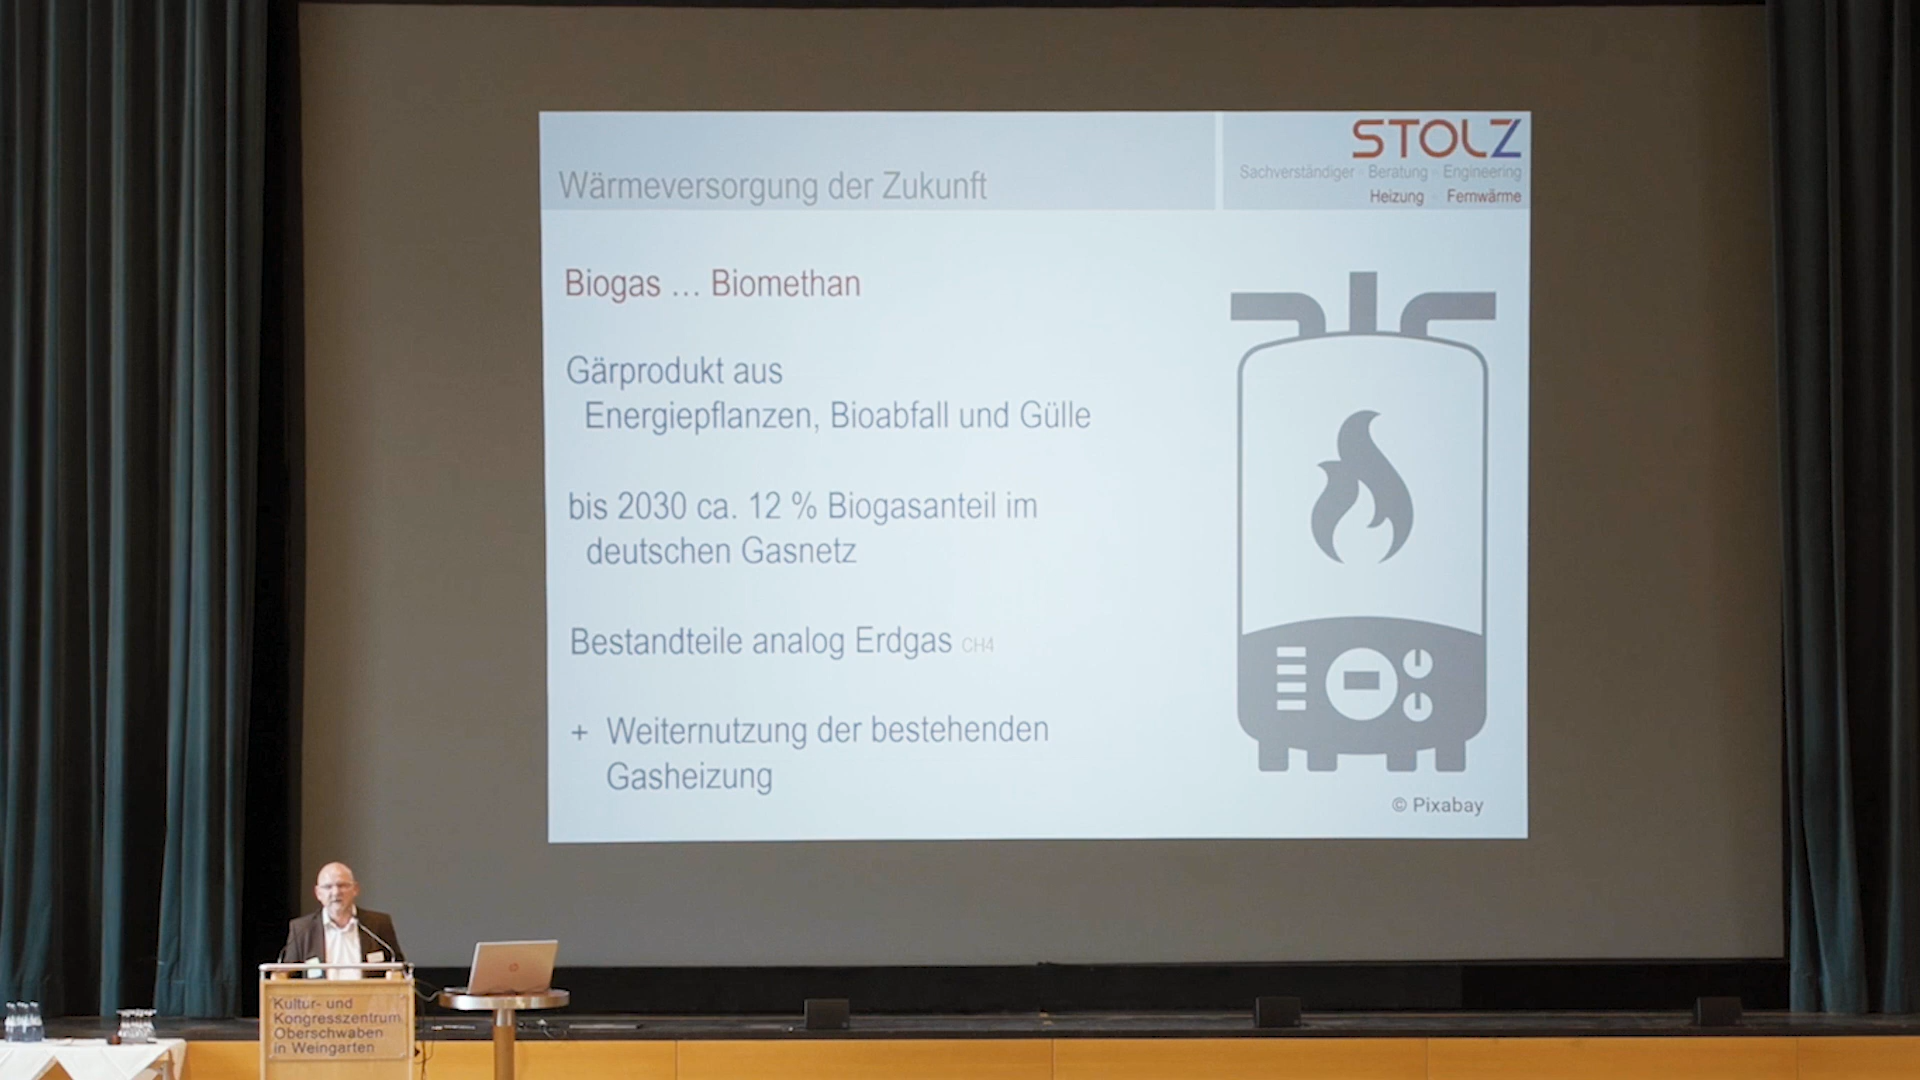 STOLZ
Sachverständiger - Beratung - Engineering
Heizung - Fernwärme
Wärmeversorgung der Zukunft
Biogas … Biomethan
Gärprodukt aus
Energiepflanzen, Bioabfall und Gülle
bis 2030 ca. 12 % Biogasanteil im
deutschen Gasnetz
Bestandteile analog Erdgas CH4
+ Weiternutzung der bestehenden
Gasheizung
© Pixabay
Kultur- und
Kongresszentrum
Oberschwaben
in Weingarten